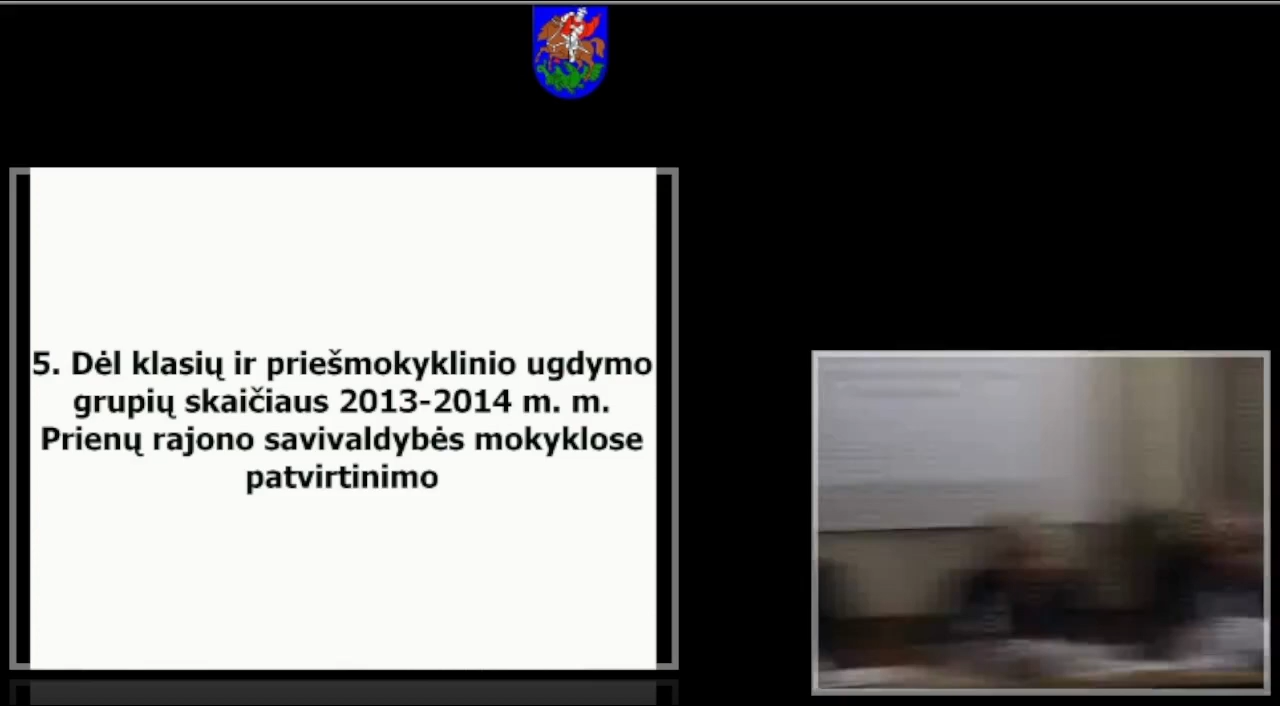 5. Dėl klasių ir priešmokyklinio ugdymo
grupių skaičiaus 2013-2014 m. m.
Prienų rajono savivaldybės mokyklose
patvirtinimo